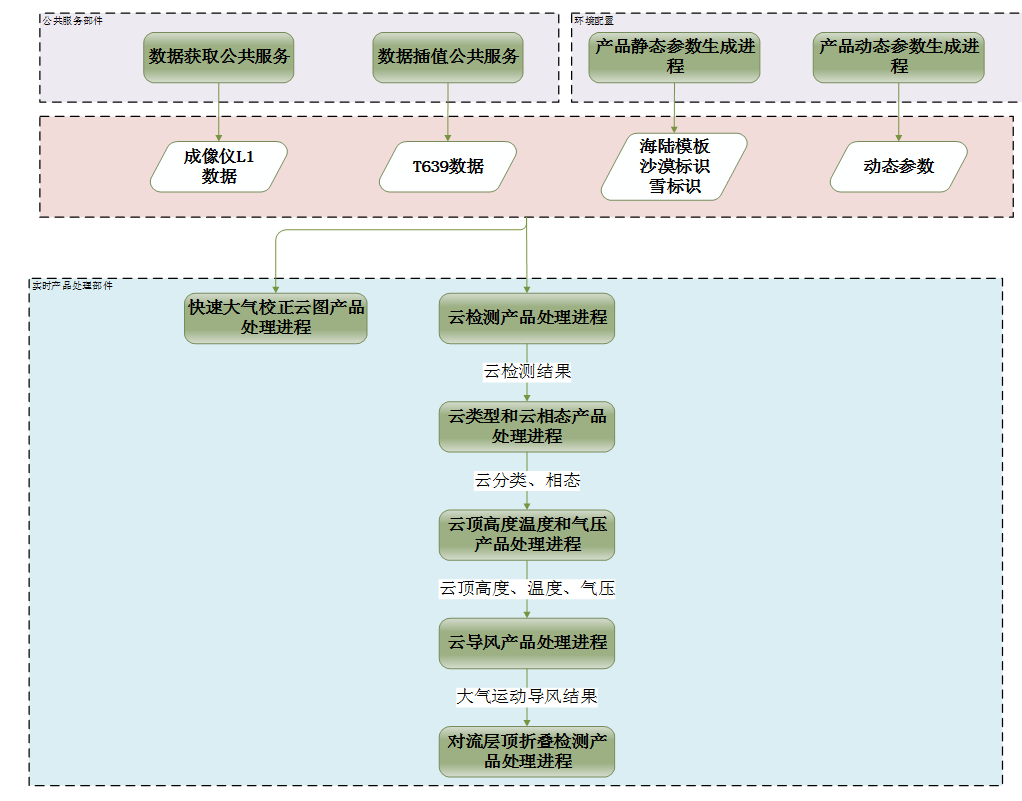 公共服务部件
环境配置
数据获取公共服务
数据插值公共服务
产品静态参数生成进
程
产品动态参数生成进
程
成像仪L1
数据
T639数据
海陆模板
沙漠标识
雪标识
动态参数
实时产品处理部件
快速大气校正云图产品
处理进程
云检测产品处理进程
云检测结果
云类型和云相态产品
处理进程
云分类、相态
云顶高度温度和气压
产品处理进程
云顶高度、温度、气压
云导风产品处理进程
大气运动导风结果
对流层顶折叠检测产
品处理进程